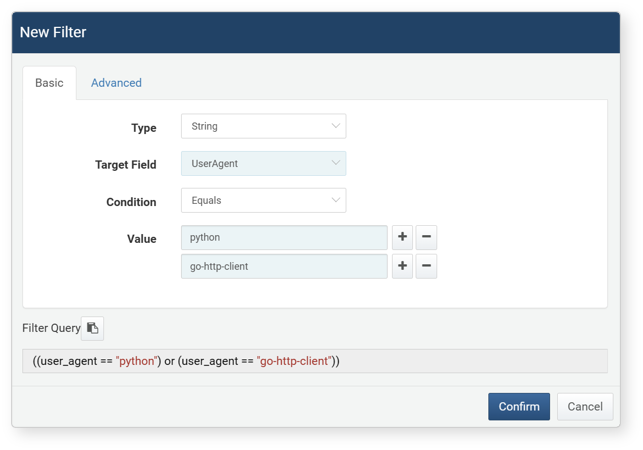 New Filter
Basic Advanced
Type String
Target Field UserAgent
Condition Equals
Value python + −
go-http-client + −
Filter Query
((user_agent == "python") or (user_agent == "go-http-client"))
Confirm Cancel